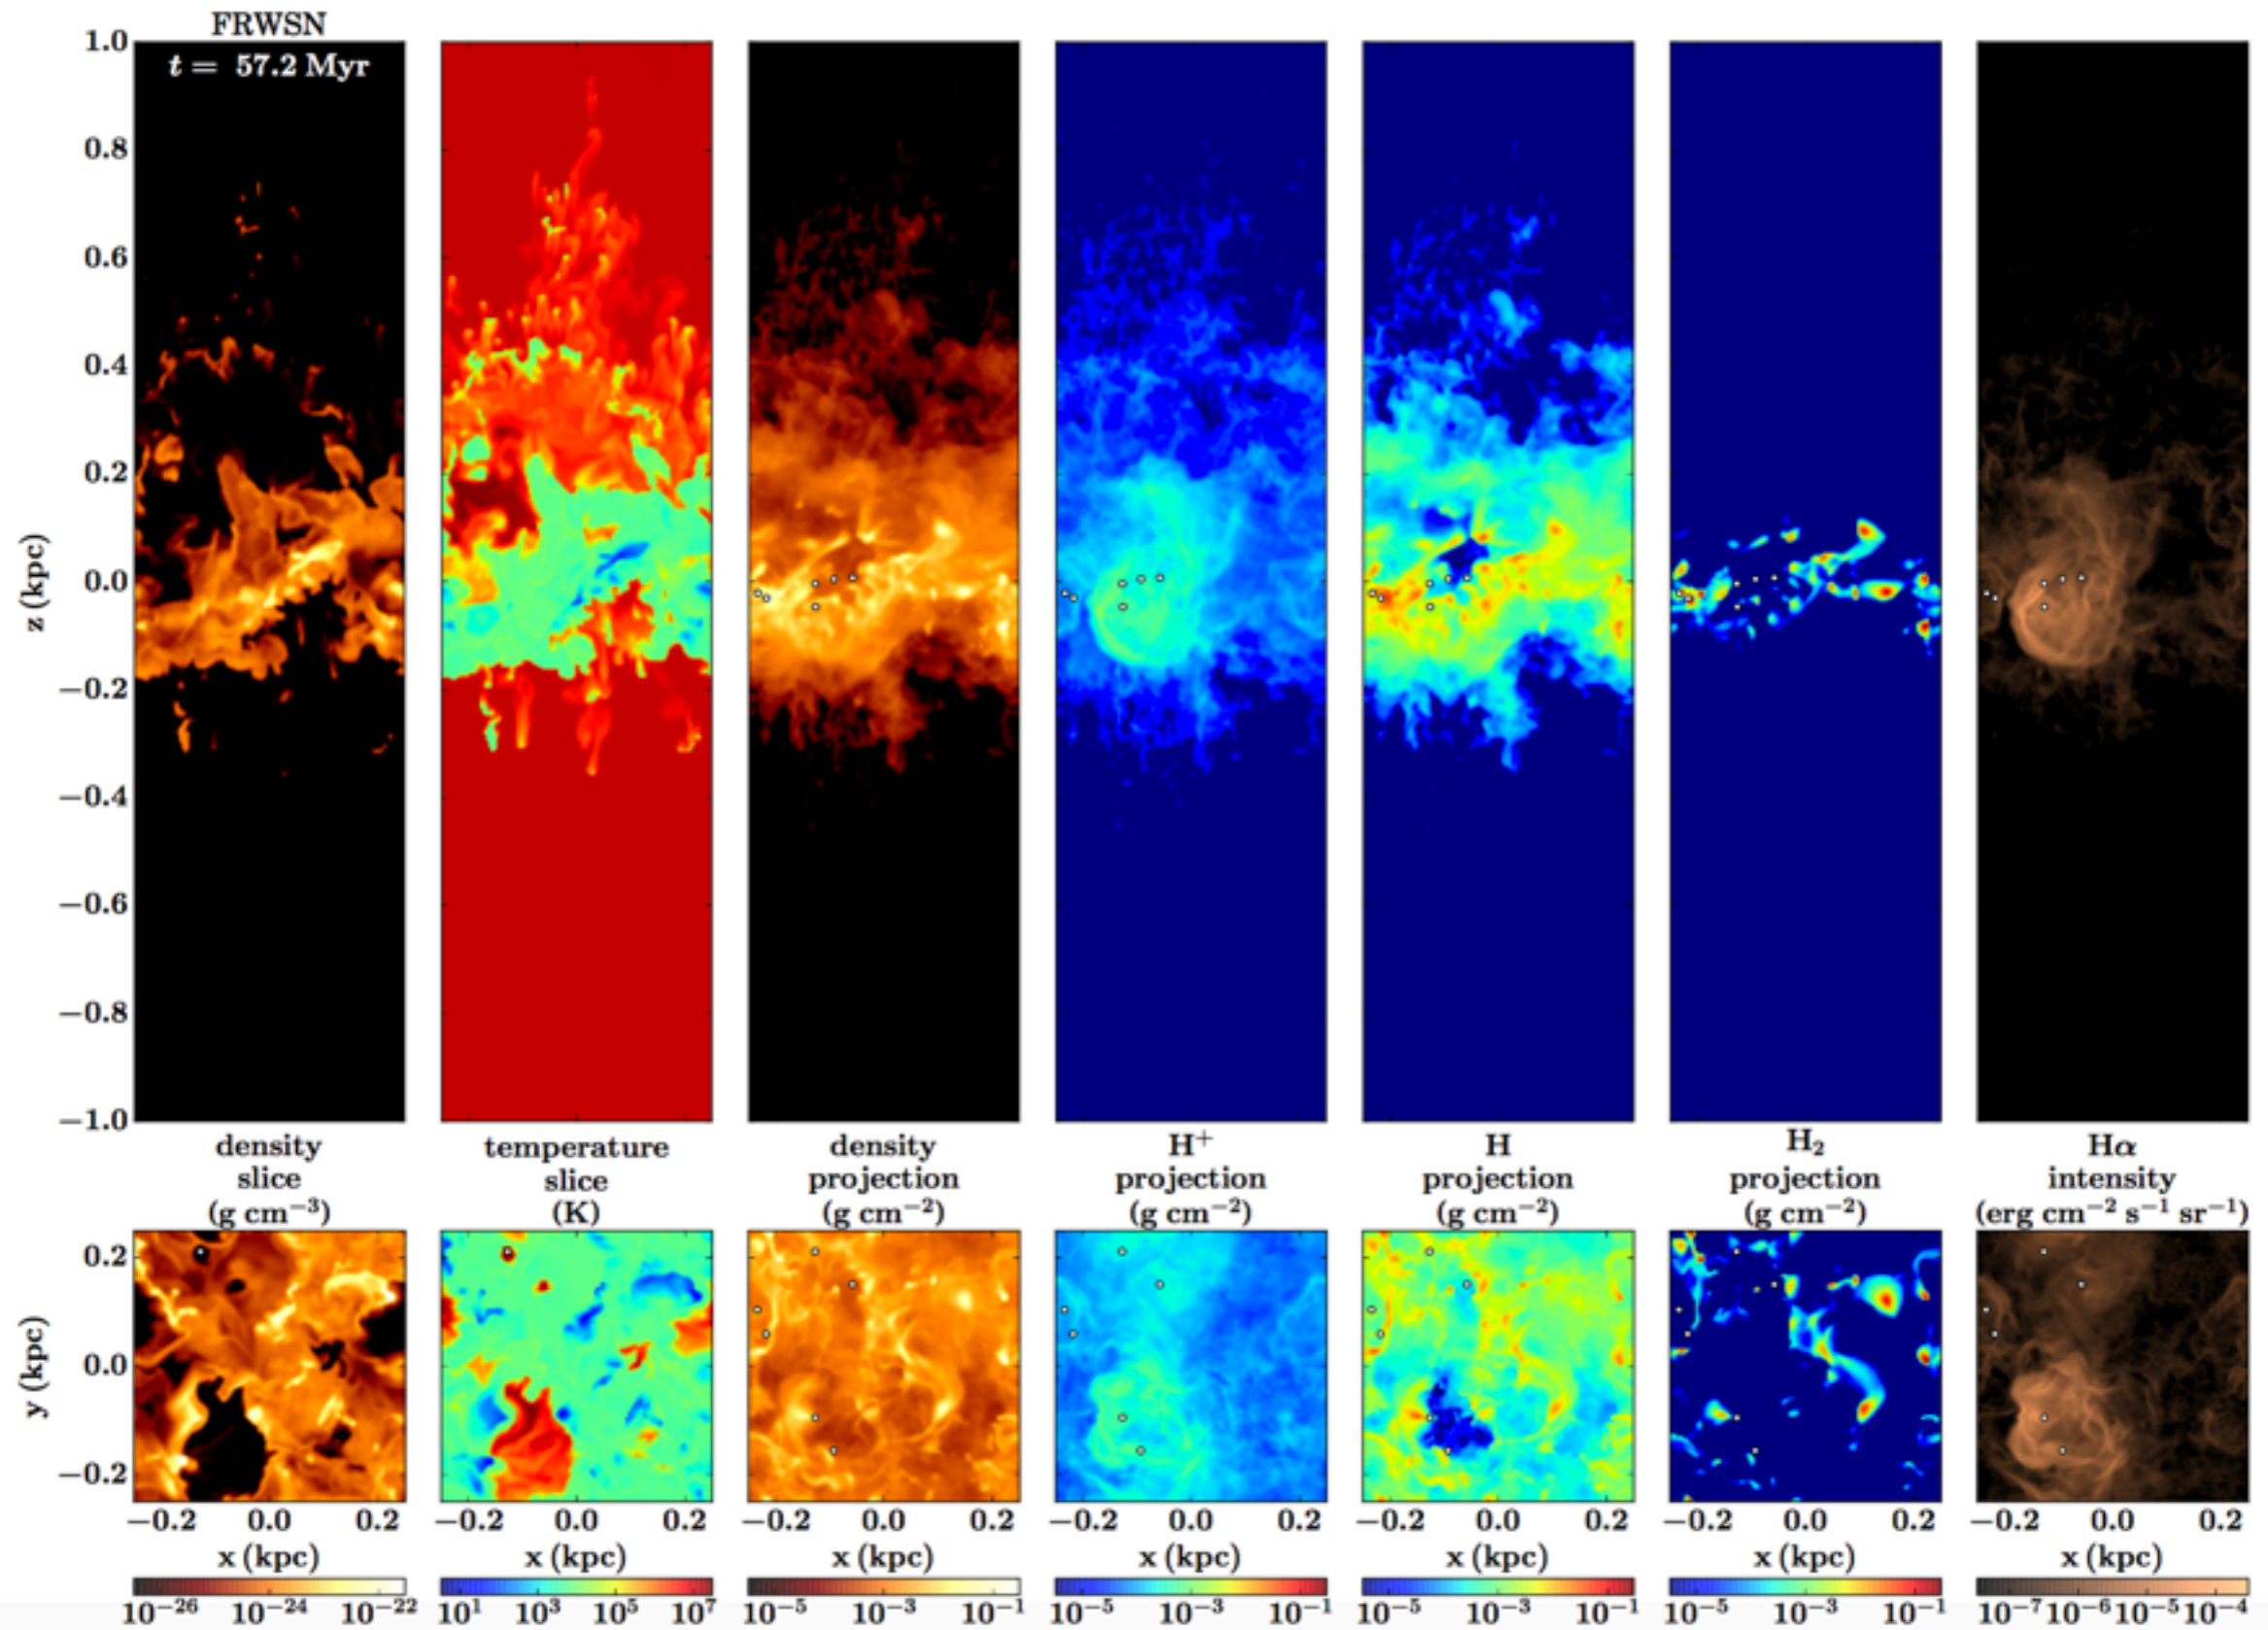 FRWSN
t = 57.2 Myr
1.0
0.8
0.6
0.4
0.2
0.0
−0.2
−0.4
−0.6
−0.8
−1.0
z (kpc)
density slice (g cm⁻³)
temperature slice (K)
density projection (g cm⁻²)
H⁺ projection (g cm⁻²)
H projection (g cm⁻²)
H₂ projection (g cm⁻²)
Hα intensity (erg cm⁻² s⁻¹ sr⁻¹)
0.2
0.0
−0.2
y (kpc)
−0.2 0.0 0.2 −0.2 0.0 0.2 −0.2 0.0 0.2 −0.2 0.0 0.2 −0.2 0.0 0.2 −0.2 0.0 0.2 −0.2 0.0 0.2
x (kpc) x (kpc) x (kpc) x (kpc) x (kpc) x (kpc) x (kpc)
10⁻²⁶ 10⁻²⁴ 10⁻²² 10¹ 10³ 10⁵ 10⁷ 10⁻⁵ 10⁻³ 10⁻¹ 10⁻⁵ 10⁻³ 10⁻¹ 10⁻⁵ 10⁻³ 10⁻¹ 10⁻⁵ 10⁻³ 10⁻¹ 10⁻⁷ 10⁻⁶ 10⁻⁵ 10⁻⁴